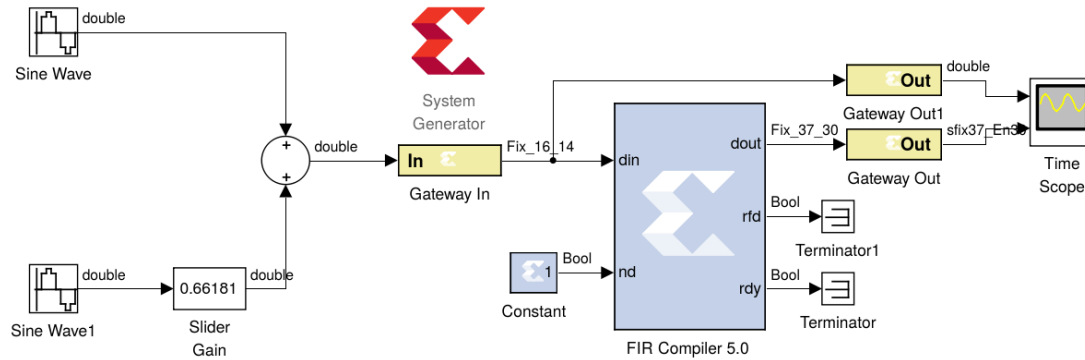 double
Sine Wave
System
Generator
double
Out
Gateway Out1
Fix_16_14
double
In
Gateway In
din
dout
Fix_37_30
Out
sfix37_En30
Gateway Out
Time
Scope
rfd
Bool
Terminator1
double
Sine Wave1
0.66181
double
Slider
Gain
1
Bool
Constant
nd
rdy
Bool
Terminator
FIR Compiler 5.0